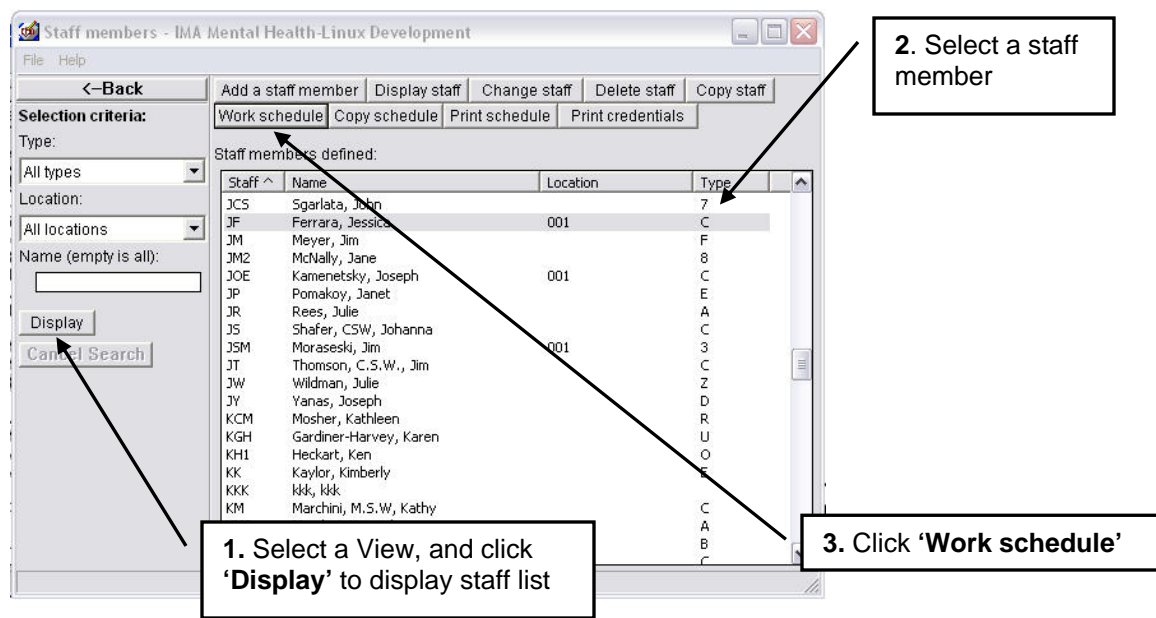 Staff members - IMA Mental Health-Linux Development
File Help
<--Back
Add a staff member Display staff Change staff Delete staff Copy staff
Selection criteria:
Work schedule Copy schedule Print schedule Print credentials
Type:
Staff members defined:
All types
Staff ^ Name Location Type
Location:
All locations
Name (empty is all):
Display
Cancel Search
JCS Sgarlata, John 7
JF Ferrara, Jessica 001 C
JM Meyer, Jim F
JM2 McNally, Jane 8
JOE Kamenetsky, Joseph 001 C
JP Pomakoy, Janet E
JR Rees, Julie A
JS Shafer, CSW, Johanna C
JSM Moraseski, Jim 001 3
JT Thomson, C.S.W., Jim C
JW Wildman, Julie Z
JY Yanas, Joseph D
KCM Mosher, Kathleen R
KGH Gardiner-Harvey, Karen U
KH1 Heckart, Ken O
KK Kaylor, Kimberly E
KKK kkk, kkk
KM Marchini, M.S.W, Kathy C
A
B
2. Select a staff
member
1. Select a View, and click
‘Display’ to display staff list
3. Click ‘Work schedule’